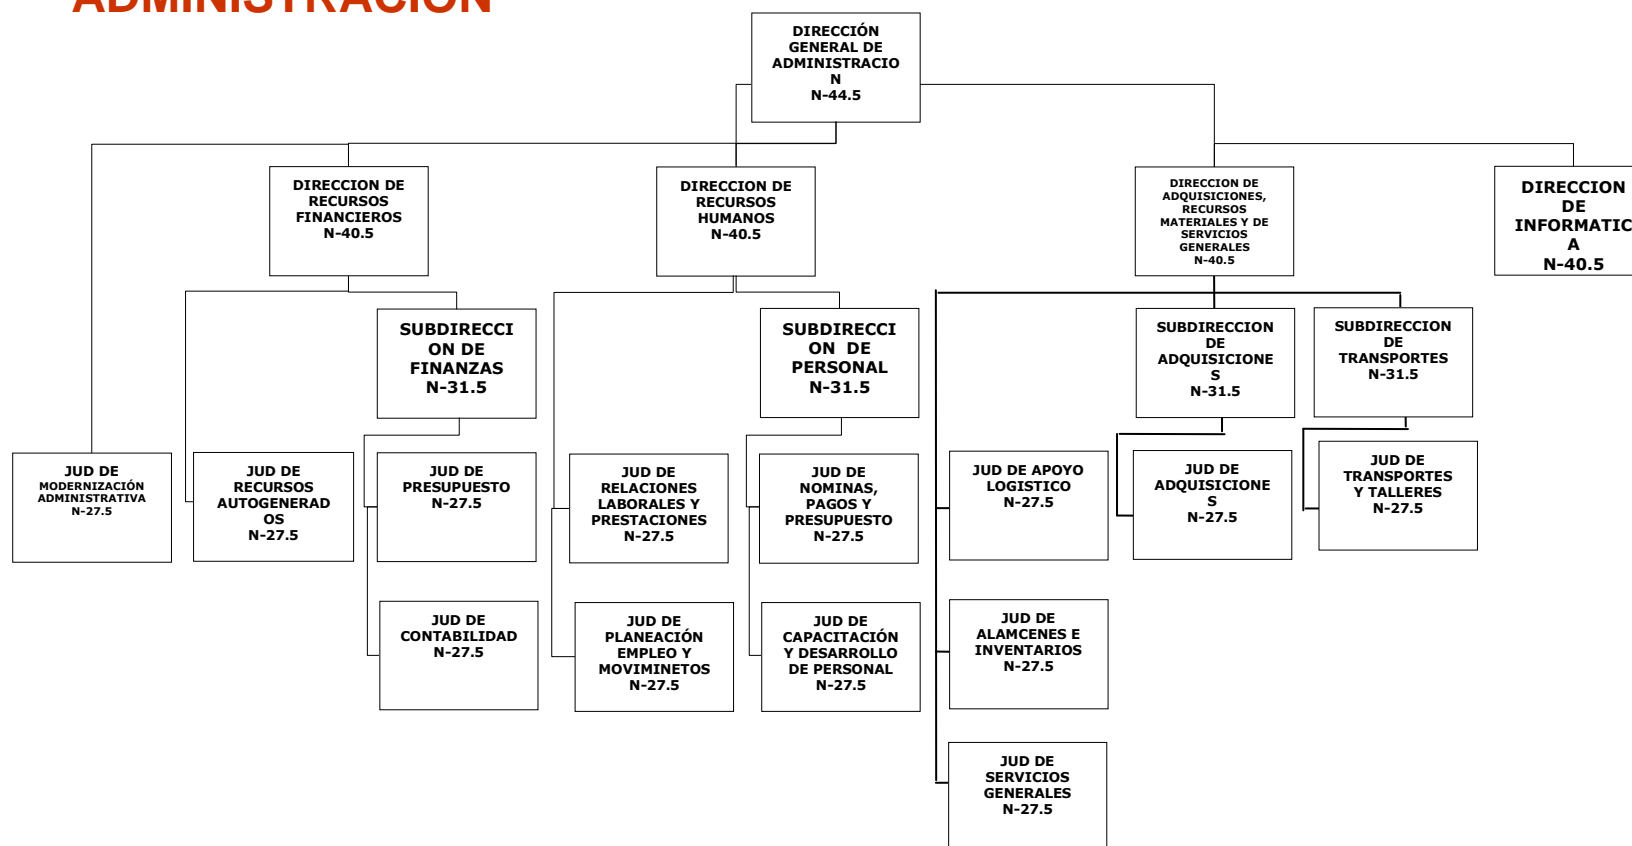 ADMINISTRACIÓN
DIRECCIÓN
GENERAL DE
ADMINISTRACIO
N
N-44.5
DIRECCION DE
RECURSOS
FINANCIEROS
N-40.5
DIRECCION DE
RECURSOS
HUMANOS
N-40.5
DIRECCION DE
ADQUISICIONES,
RECURSOS
MATERIALES Y DE
SERVICIOS
GENERALES
N-40.5
DIRECCION
DE
INFORMATIC
A
N-40.5
SUBDIRECCI
ON DE
FINANZAS
N-31.5
SUBDIRECCI
ON DE
PERSONAL
N-31.5
SUBDIRECCION
DE
ADQUISICIONE
S
N-31.5
SUBDIRECCION
DE
TRANSPORTES
N-31.5
JUD DE
MODERNIZACIÓN
ADMINISTRATIVA
N-27.5
JUD DE
RECURSOS
AUTOGENERAD
OS
N-27.5
JUD DE
PRESUPUESTO
N-27.5
JUD DE
RELACIONES
LABORALES Y
PRESTACIONES
N-27.5
JUD DE
NOMINAS,
PAGOS Y
PRESUPUESTO
N-27.5
JUD DE APOYO
LOGISTICO
N-27.5
JUD DE
ADQUISICIONE
S
N-27.5
JUD DE
TRANSPORTES
Y TALLERES
N-27.5
JUD DE
CONTABILIDAD
N-27.5
JUD DE
PLANEACIÓN
EMPLEO Y
MOVIMINETOS
N-27.5
JUD DE
CAPACITACIÓN
Y DESARROLLO
DE PERSONAL
N-27.5
JUD DE
ALAMCENES E
INVENTARIOS
N-27.5
JUD DE
SERVICIOS
GENERALES
N-27.5